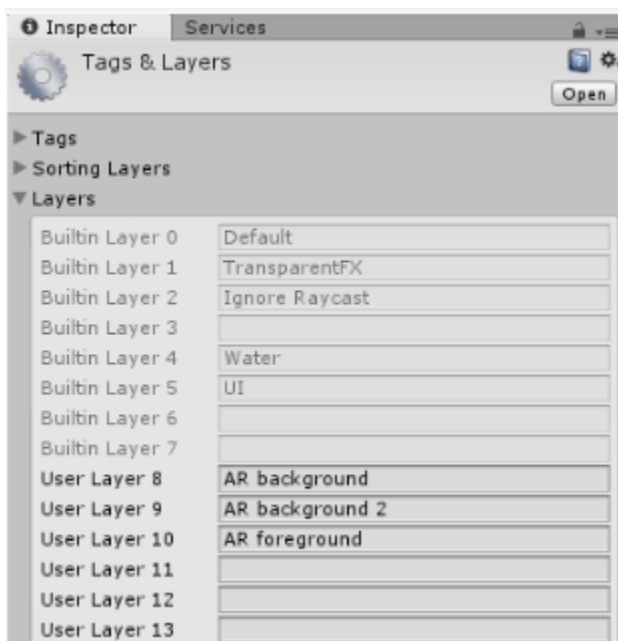 Inspector Services
Tags & Layers
Open
Tags
Sorting Layers
Layers
Builtin Layer 0 Default
Builtin Layer 1 TransparentFX
Builtin Layer 2 Ignore Raycast
Builtin Layer 3
Builtin Layer 4 Water
Builtin Layer 5 UI
Builtin Layer 6
Builtin Layer 7
User Layer 8 AR background
User Layer 9 AR background 2
User Layer 10 AR foreground
User Layer 11
User Layer 12
User Layer 13